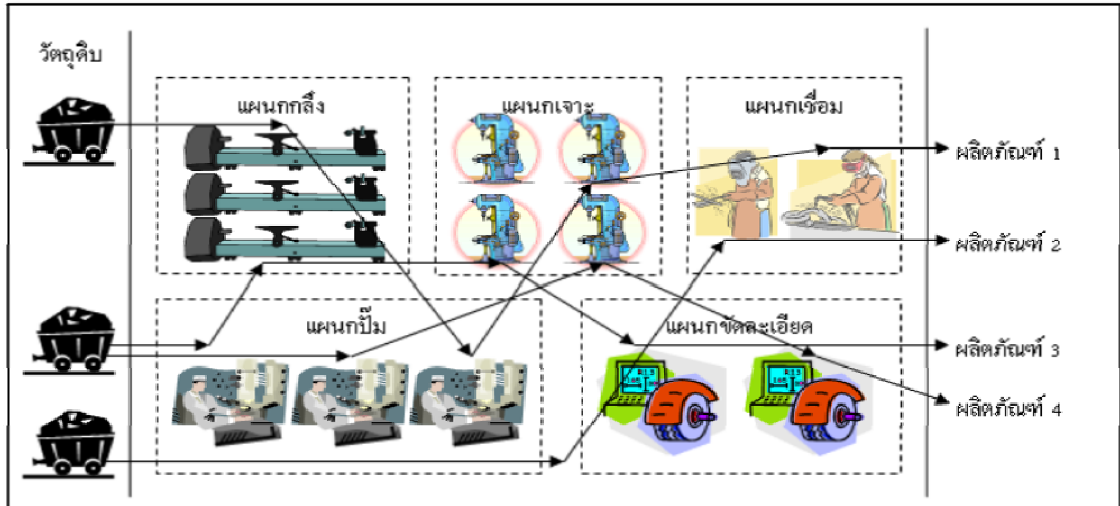 วัตถุดิบ
แผนกกลึง
แผนกเจาะ
แผนกเชื่อม
ผลิตภัณฑ์ 1
ผลิตภัณฑ์ 2
แผนกปั๊ม
แผนกขัดละเอียด
ผลิตภัณฑ์ 3
ผลิตภัณฑ์ 4